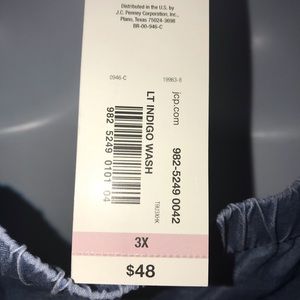 Distributed in the U.S. by
J.C. Penney Corporation, Inc.,
Plano, Texas 75024-3698
BR-00-946-C
0946-C
19963-8
jcp.com
982-5249 0042
LT INDIGO WASH
982 5249 0101 04
3X
$48